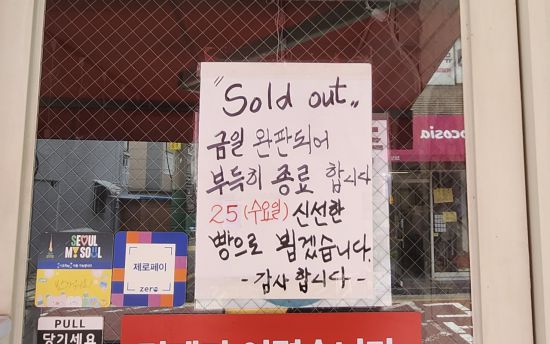 "Sold out„
금일 완판되어
부득히 종료 합니다
25 (수요일) 신선한
빵으로 뵙겠습니다.
- 감사 합니다 -
ocosia
SEOUL
MY SOUL
제로페이
zero
PULL
당기세요